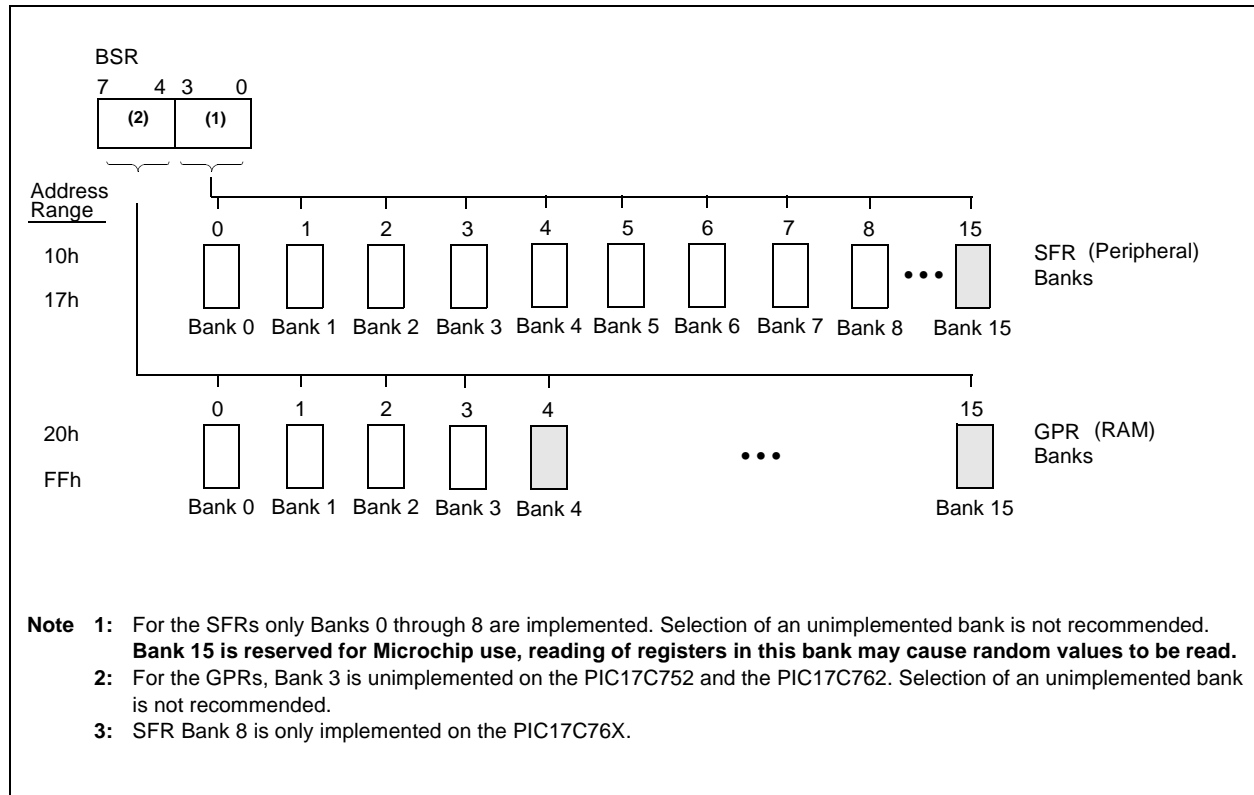 BSR
7 4 3 0
(2) (1)
Address
Range
0 1 2 3 4 5 6 7 8 15
10h
17h
SFR (Peripheral)
Banks
•••
Bank 0 Bank 1 Bank 2 Bank 3 Bank 4 Bank 5 Bank 6 Bank 7 Bank 8 Bank 15
0 1 2 3 4 15
20h
FFh
GPR (RAM)
Banks
•••
Bank 0 Bank 1 Bank 2 Bank 3 Bank 4 Bank 15
Note 1: For the SFRs only Banks 0 through 8 are implemented. Selection of an unimplemented bank is not recommended.
Bank 15 is reserved for Microchip use, reading of registers in this bank may cause random values to be read.
2: For the GPRs, Bank 3 is unimplemented on the PIC17C752 and the PIC17C762. Selection of an unimplemented bank
is not recommended.
3: SFR Bank 8 is only implemented on the PIC17C76X.